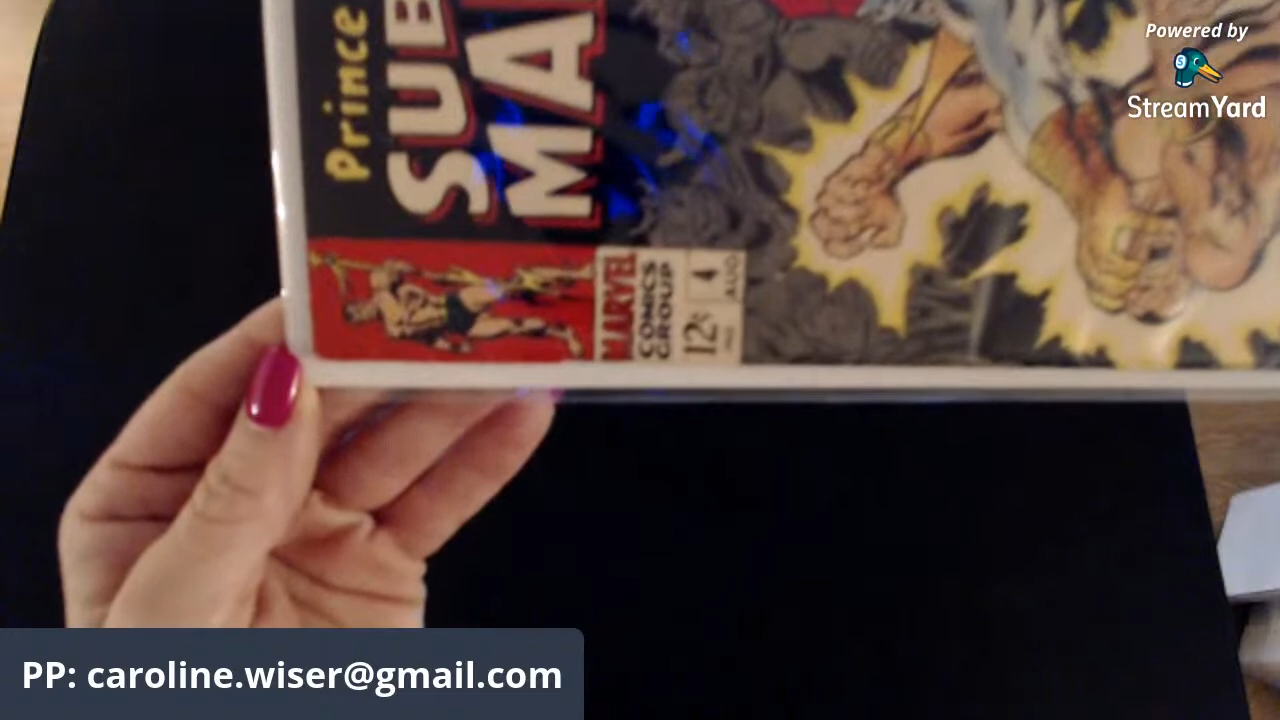 Powered by
StreamYard
Prince
SUB
MA
MARVEL
COMICS
GROUP
12¢
4
AUG
PP: caroline.wiser@gmail.com